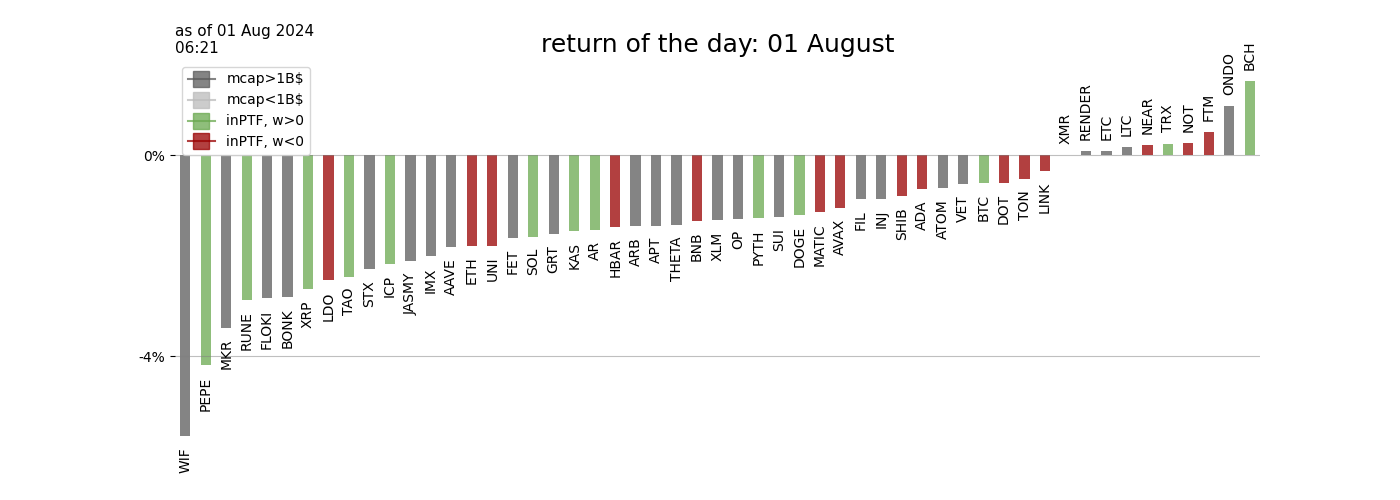 as of 01 Aug 2024
06:21
return of the day: 01 August
mcap>1B$
mcap<1B$
inPTF, w>0
inPTF, w<0
0%
-4%
WIF
PEPE
MKR
RUNE
FLOKI
BONK
XRP
LDO
TAO
STX
ICP
JASMY
IMX
AAVE
ETH
UNI
FET
SOL
GRT
KAS
AR
HBAR
ARB
APT
THETA
BNB
XLM
OP
PYTH
SUI
DOGE
MATIC
AVAX
FIL
INJ
SHIB
ADA
ATOM
VET
BTC
DOT
TON
LINK
XMR
RENDER
ETC
LTC
NEAR
TRX
NOT
FTM
ONDO
BCH